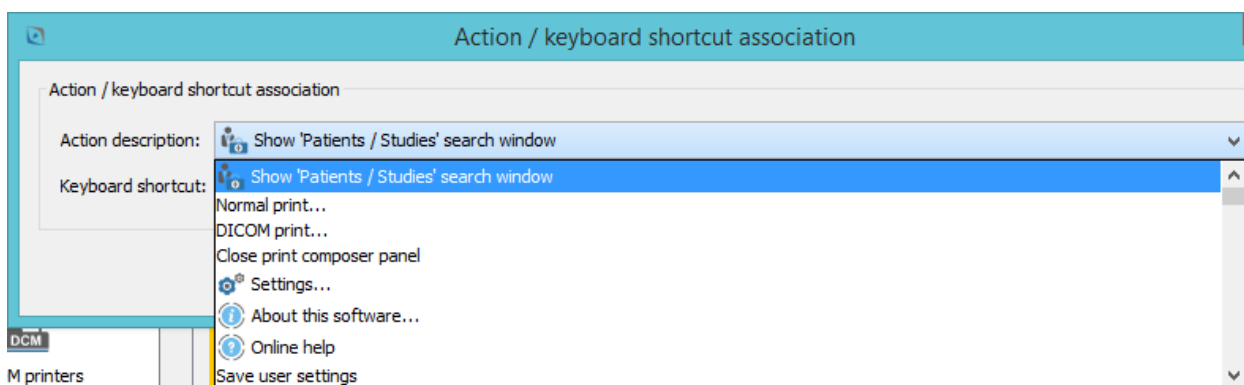 Action / keyboard shortcut association
Action / keyboard shortcut association
Action description: Show 'Patients / Studies' search window
Keyboard shortcut: Show 'Patients / Studies' search window
Normal print...
DICOM print...
Close print composer panel
Settings...
About this software...
Online help
DCM
M printers
Save user settings